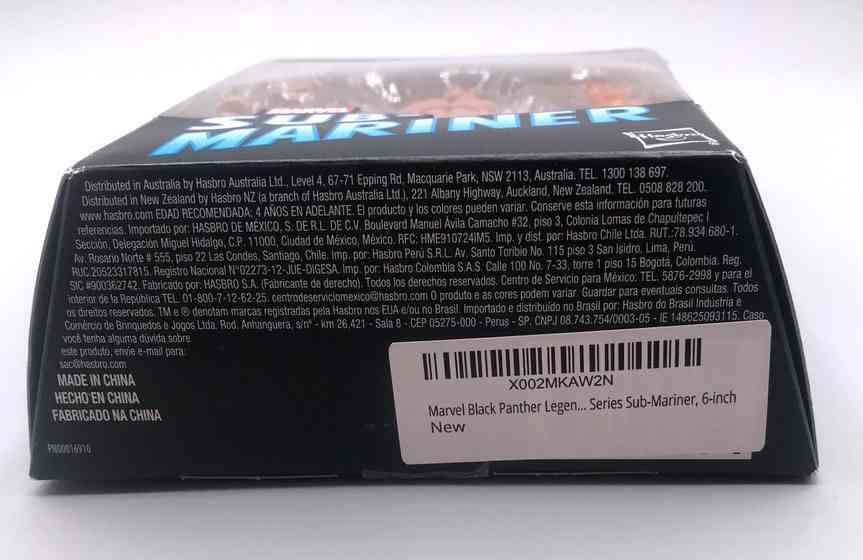 MARVEL
SUB-
MARINER
Hasbro
Distributed in Australia by Hasbro Australia Ltd., Level 4, 67-71 Epping Rd, Macquarie Park, NSW 2113, Australia. TEL. 1300 138 697.
Distributed in New Zealand by Hasbro NZ (a branch of Hasbro Australia Ltd.), 221 Albany Highway, Auckland, New Zealand. TEL. 0508 828 200.
www.hasbro.com EDAD RECOMENDADA: 4 AÑOS EN ADELANTE. El producto y los colores pueden variar. Conserve esta información para futuras
referencias. Importado por: HASBRO DE MÉXICO, S. DE R.L. DE C.V. Boulevard Manuel Ávila Camacho #32, piso 3, Colonia Lomas de Chapultepec I
Sección, Delegación Miguel Hidalgo, C.P. 11000, Ciudad de México, México. RFC: HME910724IM5. Imp. y dist. por: Hasbro Chile Ltd. RUT.:78.934.680-1.
Av. Rosario Norte # 555, piso 22 Las Condes, Santiago, Chile. Imp. por: Hasbro Perú S.R.L. Av. Santo Toribio No. 115 piso 3 San Isidro, Lima, Perú.
RUC.20523317815. Registro Nacional N°02273-12-JUE-DIGESA. Imp. por: Hasbro Colombia S.A.S. Calle 100 No. 7-33, torre 1 piso 15 Bogotá, Colombia. Reg.
SIC #900362742. Fabricado por: HASBRO S.A. (Fabricante de derecho). Todos los derechos reservados. Centro de Servicio para México: TEL. 5876-2998 y para el
interior de la República TEL. 01-800-7-12-62-25. centrodeserviciomexico@hasbro.com O produto e as cores podem variar. Guardar para eventuais consultas. Todos
os direitos reservados. TM e ® denotam marcas registradas pela Hasbro nos EUA e/ou no Brasil. Importado e distribuído no Brasil por: Hasbro do Brasil Indústria e
Comércio de Brinquedos e Jogos Ltda. Rod. Anhanguera, s/nº - km 26,421 - Sala 8 - CEP 05275-000 - Perus - SP. CNPJ 08.743.754/0003-05 - IE 148625093115. Caso
você tenha alguma dúvida sobre
este produto, envie e-mail para:
sac@hasbro.com
MADE IN CHINA
HECHO EN CHINA
FABRICADO NA CHINA
PN00016910
X002MKAW2N
Marvel Black Panther Legen... Series Sub-Mariner, 6-inch
New